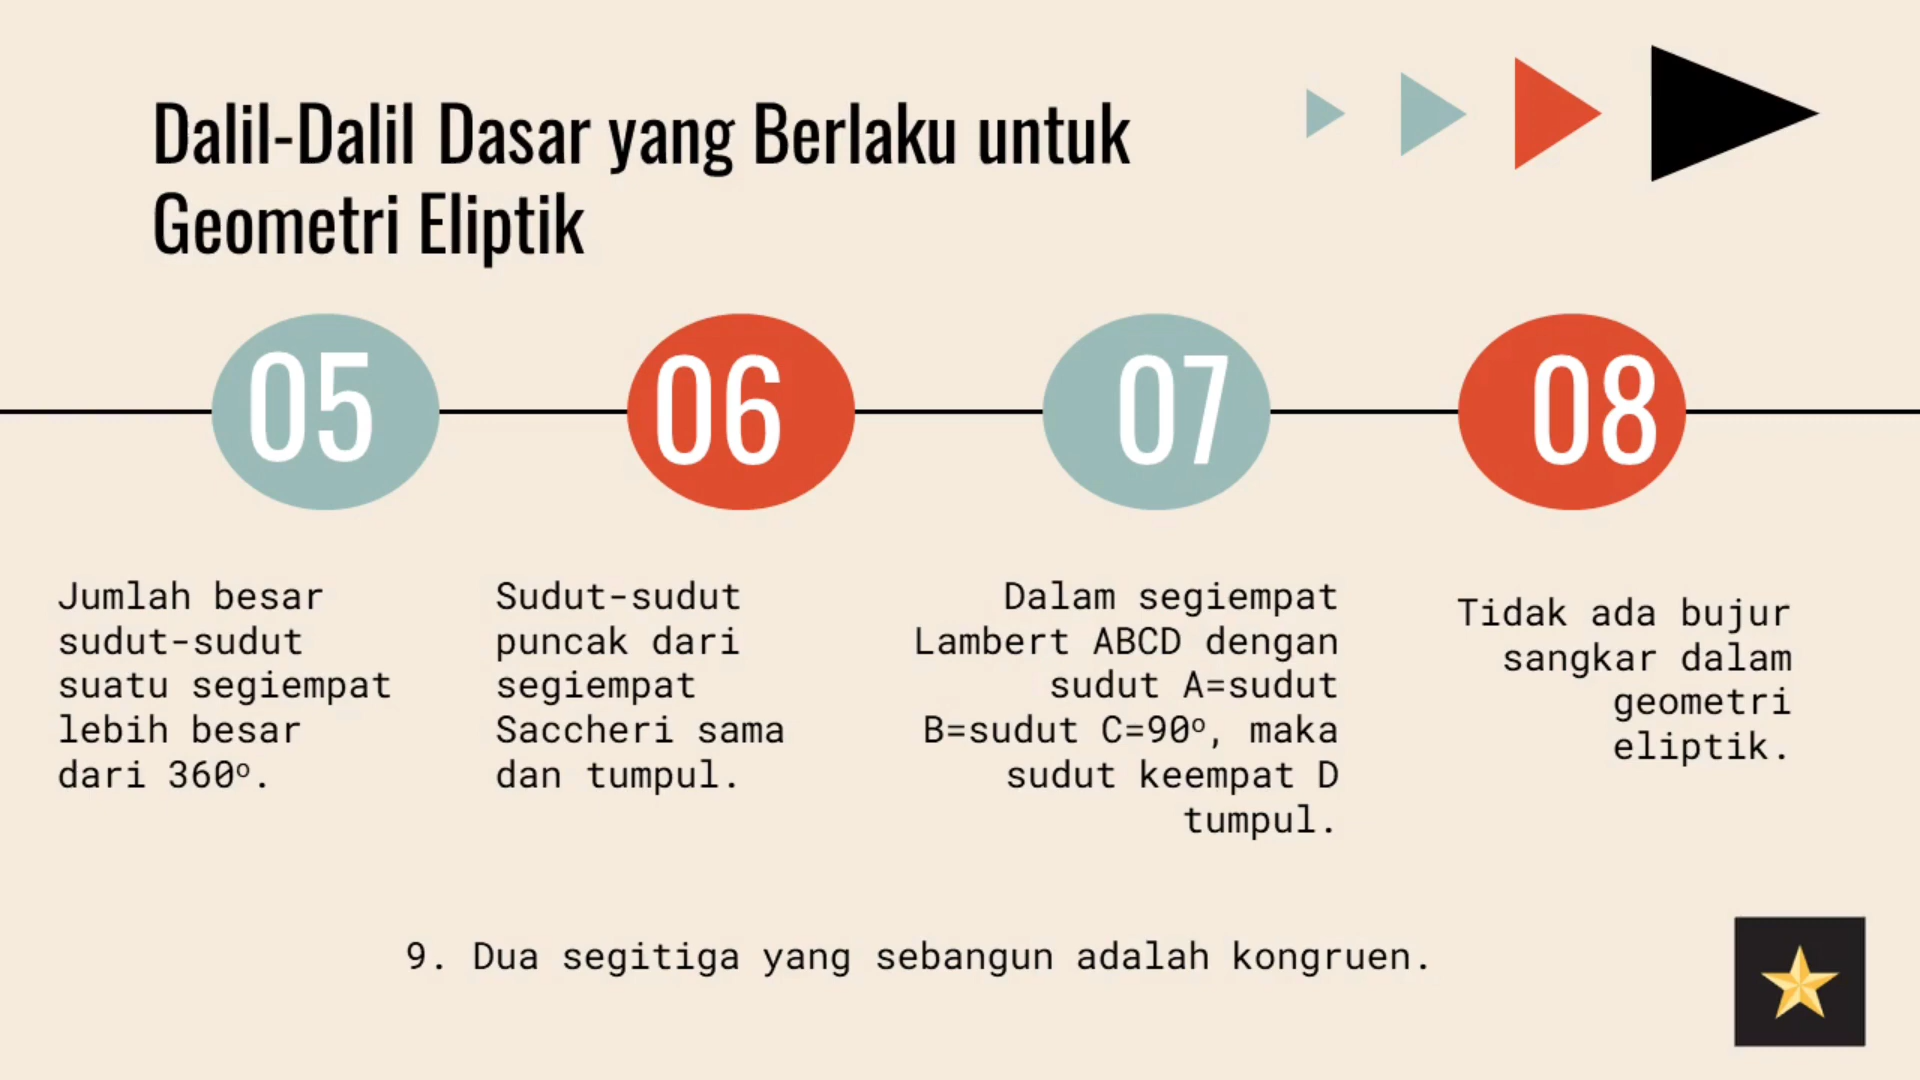 Dalil-Dalil Dasar yang Berlaku untuk
Geometri Eliptik
05
06
07
08
Jumlah besar
sudut-sudut
suatu segiempat
lebih besar
dari 360º.
Sudut-sudut
puncak dari
segiempat
Saccheri sama
dan tumpul.
Dalam segiempat
Lambert ABCD dengan
sudut A=sudut
B=sudut C=90º, maka
sudut keempat D
tumpul.
Tidak ada bujur
sangkar dalam
geometri
eliptik.
9. Dua segitiga yang sebangun adalah kongruen.